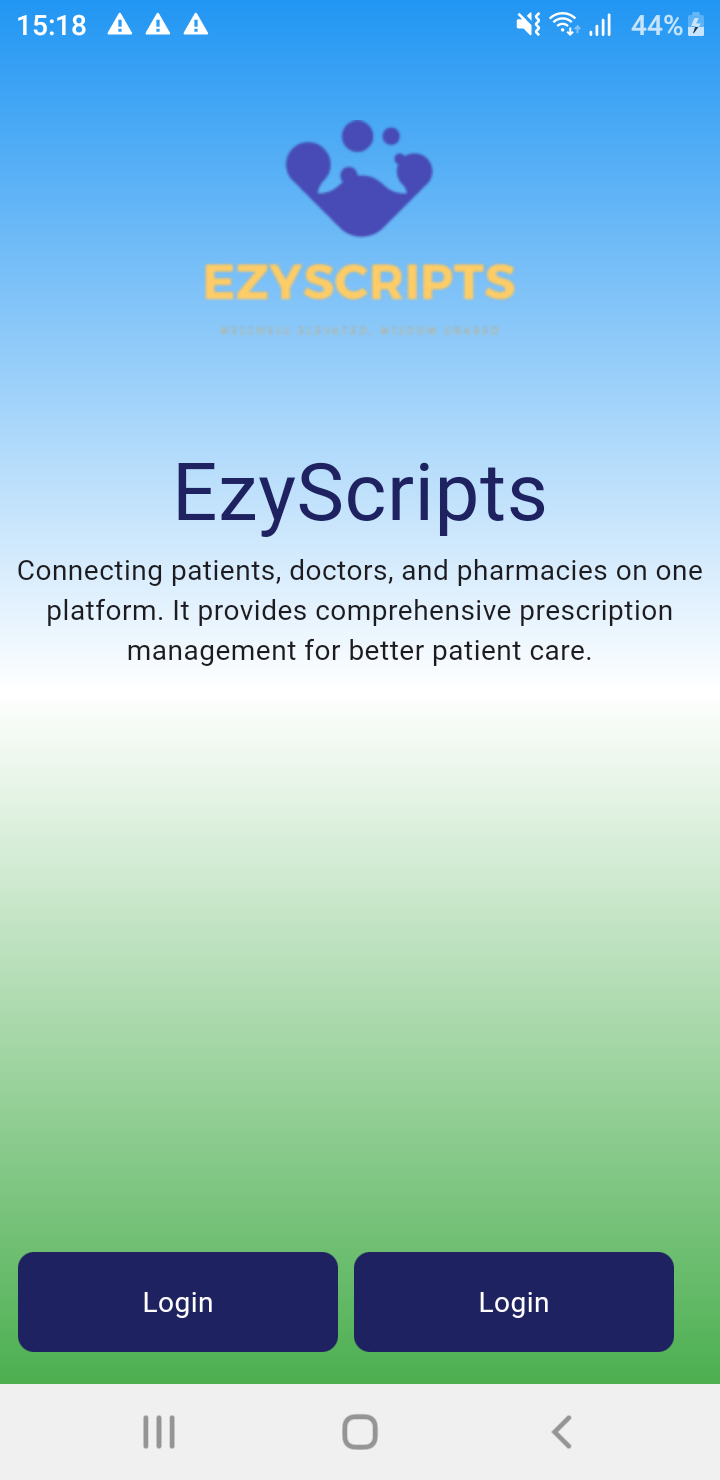 15:18
44%
EZYSCRIPTS
EzyScripts
Connecting patients, doctors, and pharmacies on one
platform. It provides comprehensive prescription
management for better patient care.
Login
Login